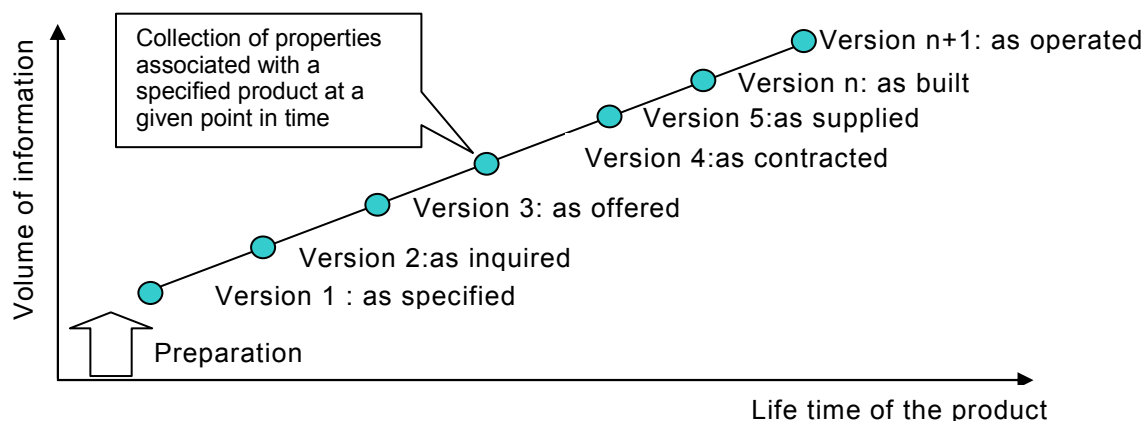 Collection of properties
associated with a
specified product at a
given point in time
Version n+1: as operated
Version n: as built
Version 5:as supplied
Version 4:as contracted
Version 3: as offered
Version 2:as inquired
Version 1 : as specified
Preparation
Volume of information
Life time of the product